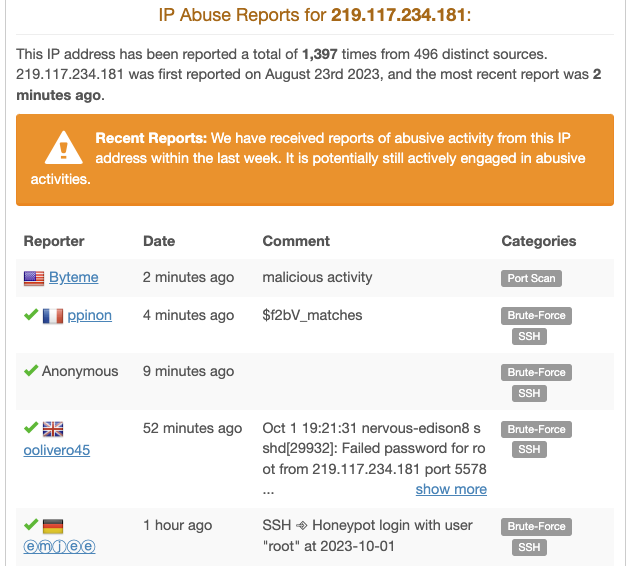 IP Abuse Reports for 219.117.234.181:
This IP address has been reported a total of 1,397 times from 496 distinct sources.
219.117.234.181 was first reported on August 23rd 2023, and the most recent report was 2
minutes ago.
Recent Reports: We have received reports of abusive activity from this IP
address within the last week. It is potentially still actively engaged in abusive
activities.
Reporter Date Comment Categories
Byteme 2 minutes ago malicious activity Port Scan
ppinon 4 minutes ago $f2bV_matches Brute-Force
SSH
Anonymous 9 minutes ago Brute-Force
SSH
52 minutes ago Oct 1 19:21:31 nervous-edison8 s Brute-Force
oolivero45 shd[29932]: Failed password for ro SSH
ot from 219.117.234.181 port 5578
... show more
1 hour ago SSH ⎆ Honeypot login with user Brute-Force
ⓔⓜⓙⓔⓔ "root" at 2023-10-01 SSH